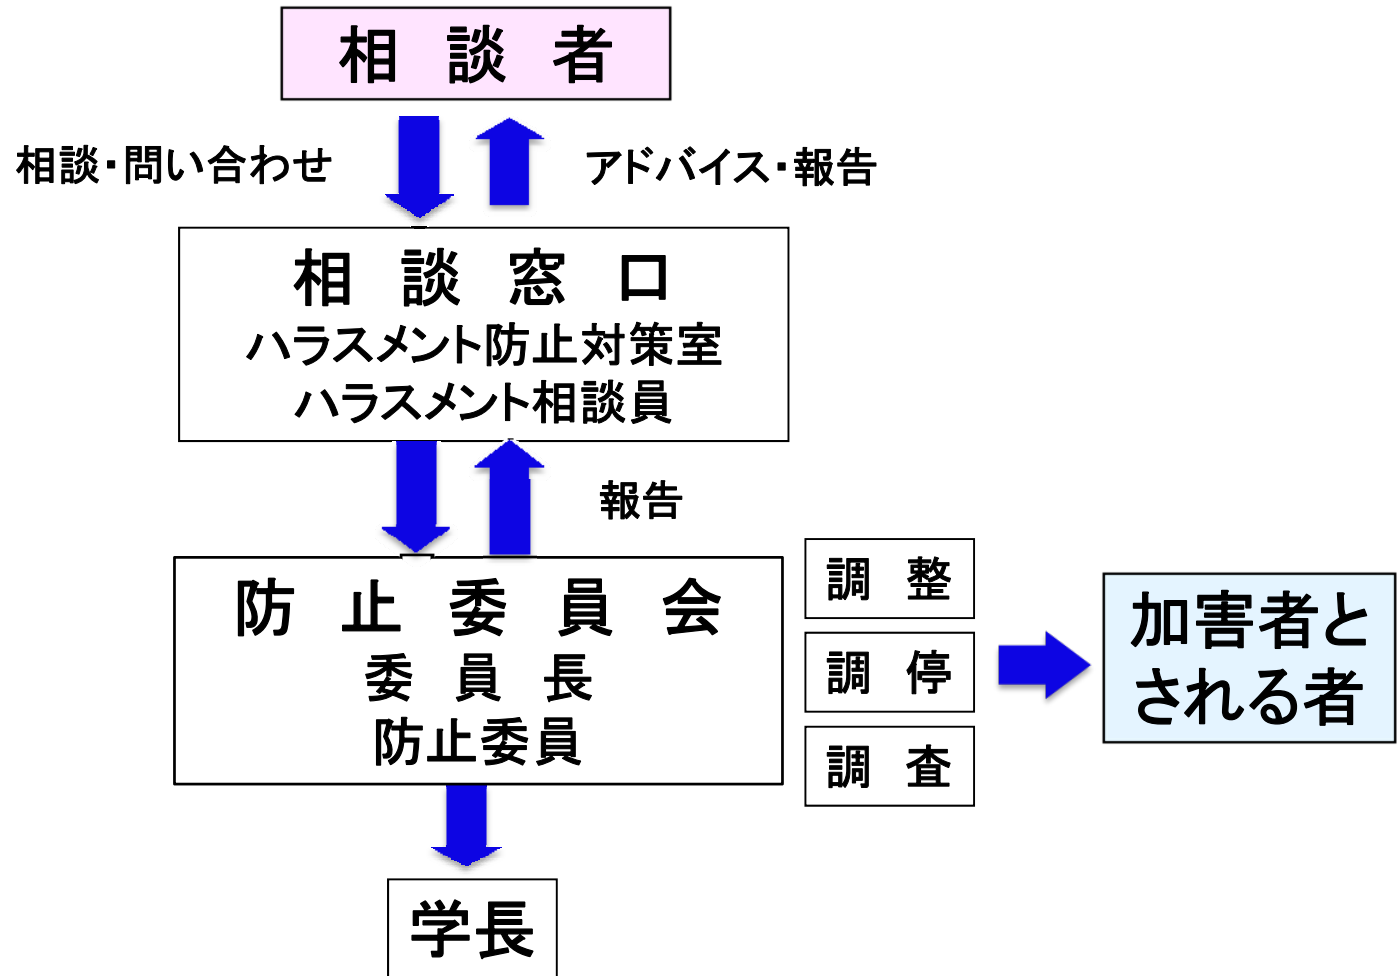 相談者
相談・問い合わせ
アドバイス・報告
相談窓口
ハラスメント防止対策室
ハラスメント相談員
報告
防止委員会
委員長
防止委員
調整
調停
調査
加害者と
される者
学長